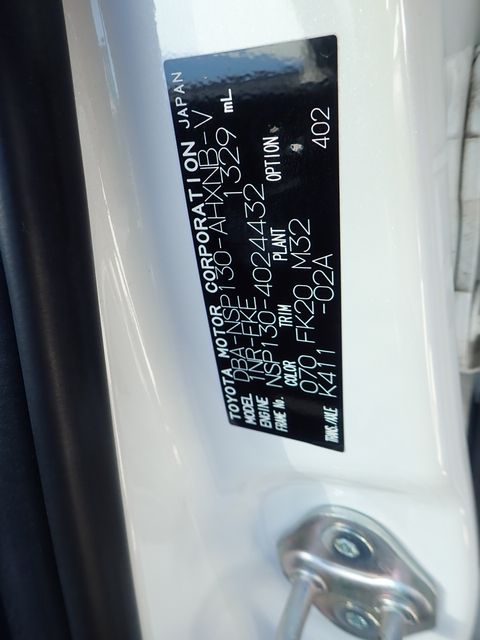 TOYOTA MOTOR CORPORATION JAPAN
MODEL DBA-NSP130-AHXNB-V
ENGINE 1NR-FKE 1329 mL
FRAME No. NSP130-4024432
COLOR TRIM PLANT OPTION
070 FK20 M32 402
TRANS./AXLE K411 -02A